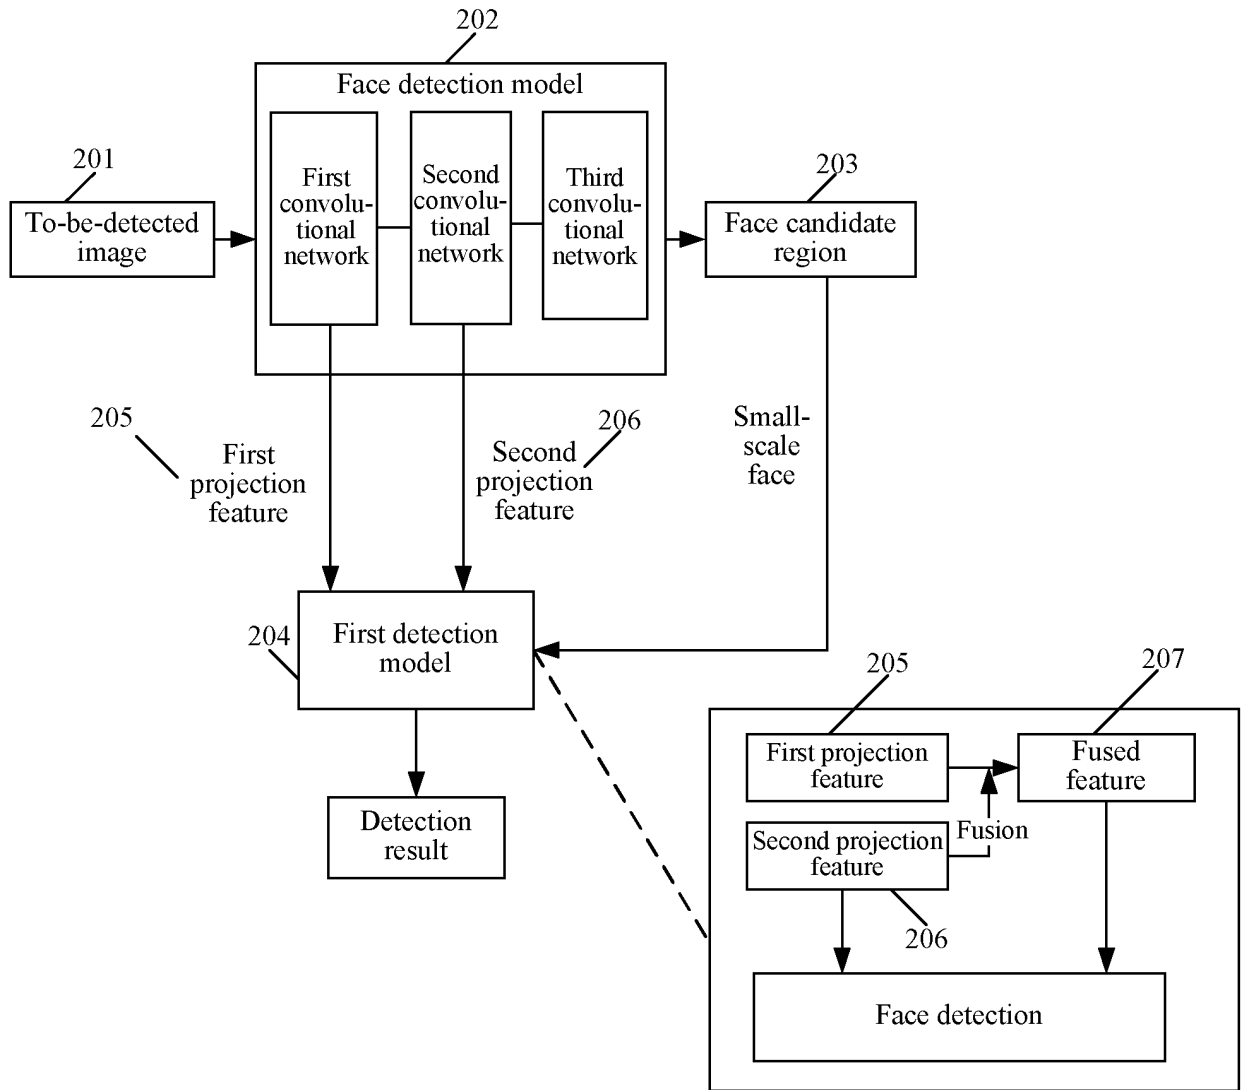 202
Face detection model
201
To-be-detected
image
First
convolu-
tional
network
Second
convolu-
tional
network
Third
convolu-
tional
network
203
Face candidate
region
205
First
projection
feature
206
Second
projection
feature
Small-
scale
face
204
First detection
model
Detection
result
205
First projection
feature
207
Fused
feature
Second projection
feature
Fusion
206
Face detection